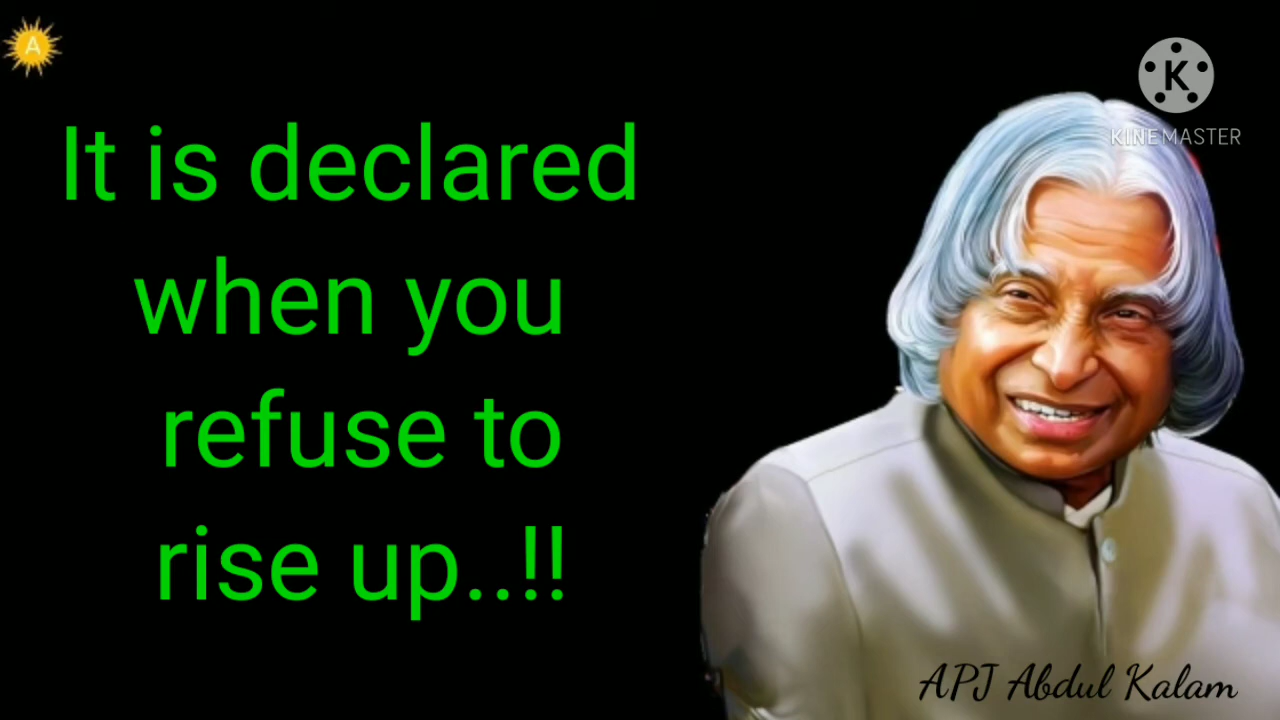 A
K
KINEMASTER
It is declared
when you
refuse to
rise up..!!
APJ Abdul Kalam